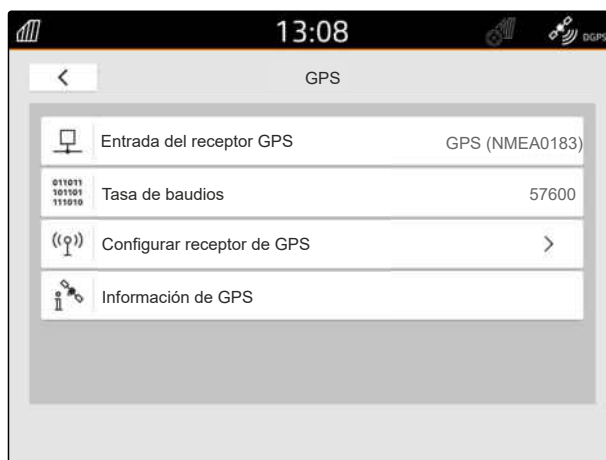 13:08
DGPS
GPS
Entrada del receptor GPS GPS (NMEA0183)
011011
101101
111010
Tasa de baudios 57600
Configurar receptor de GPS
Información de GPS